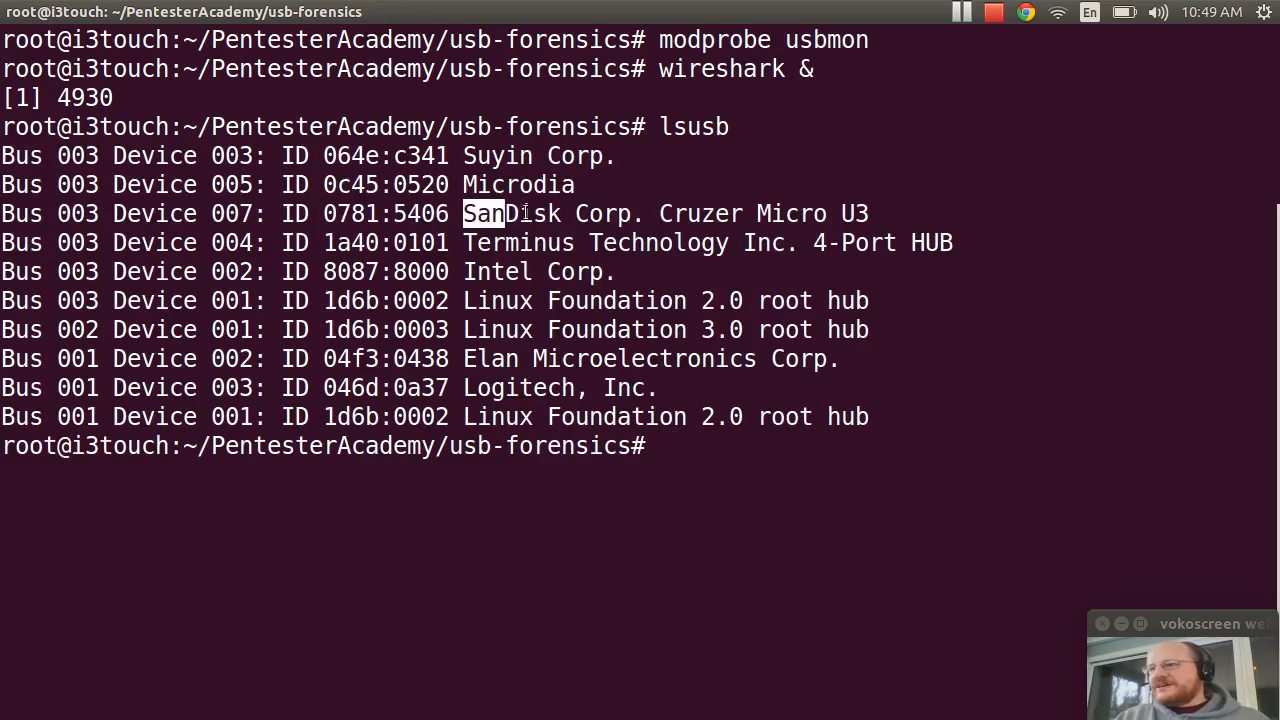 root@i3touch: ~/PentesterAcademy/usb-forensics
En
10:49 AM
root@i3touch:~/PentesterAcademy/usb-forensics# modprobe usbmon
root@i3touch:~/PentesterAcademy/usb-forensics# wireshark &
[1] 4930
root@i3touch:~/PentesterAcademy/usb-forensics# lsusb
Bus 003 Device 003: ID 064e:c341 Suyin Corp.
Bus 003 Device 005: ID 0c45:0520 Microdia
Bus 003 Device 007: ID 0781:5406 SanDisk Corp. Cruzer Micro U3
Bus 003 Device 004: ID 1a40:0101 Terminus Technology Inc. 4-Port HUB
Bus 003 Device 002: ID 8087:8000 Intel Corp.
Bus 003 Device 001: ID 1d6b:0002 Linux Foundation 2.0 root hub
Bus 002 Device 001: ID 1d6b:0003 Linux Foundation 3.0 root hub
Bus 001 Device 002: ID 04f3:0438 Elan Microelectronics Corp.
Bus 001 Device 003: ID 046d:0a37 Logitech, Inc.
Bus 001 Device 001: ID 1d6b:0002 Linux Foundation 2.0 root hub
root@i3touch:~/PentesterAcademy/usb-forensics#
vokoscreen we